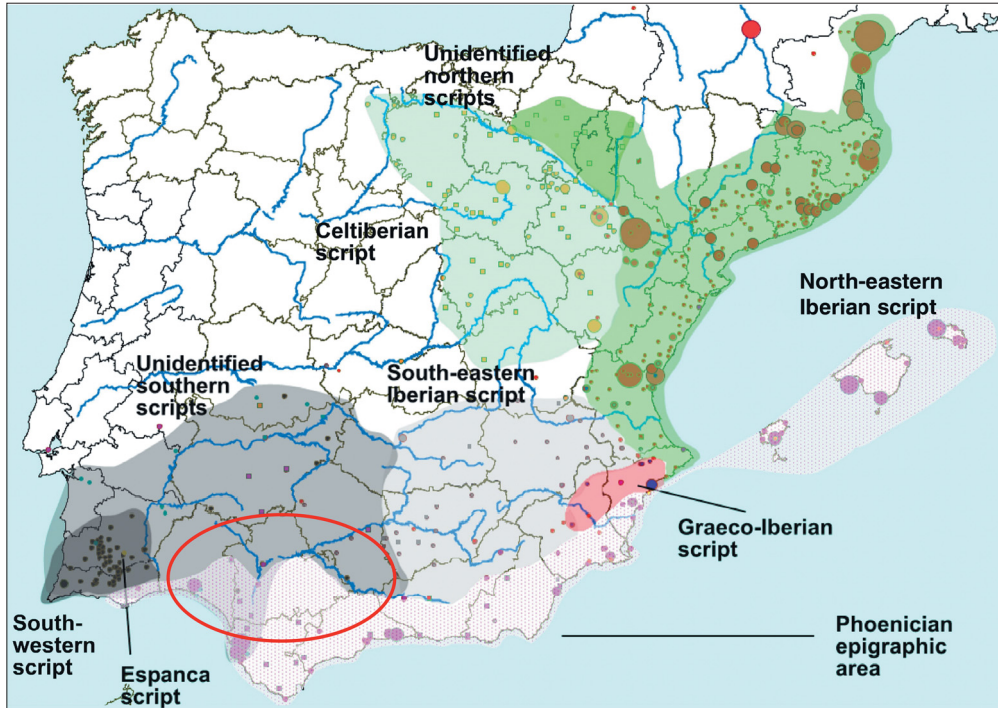 Unidentified
northern
scripts
Celtiberian
script
North-eastern
Iberian script
Unidentified
southern
scripts
South-eastern
Iberian script
Graeco-Iberian
script
South-
western
script
Espanca
script
Phoenician
epigraphic
area